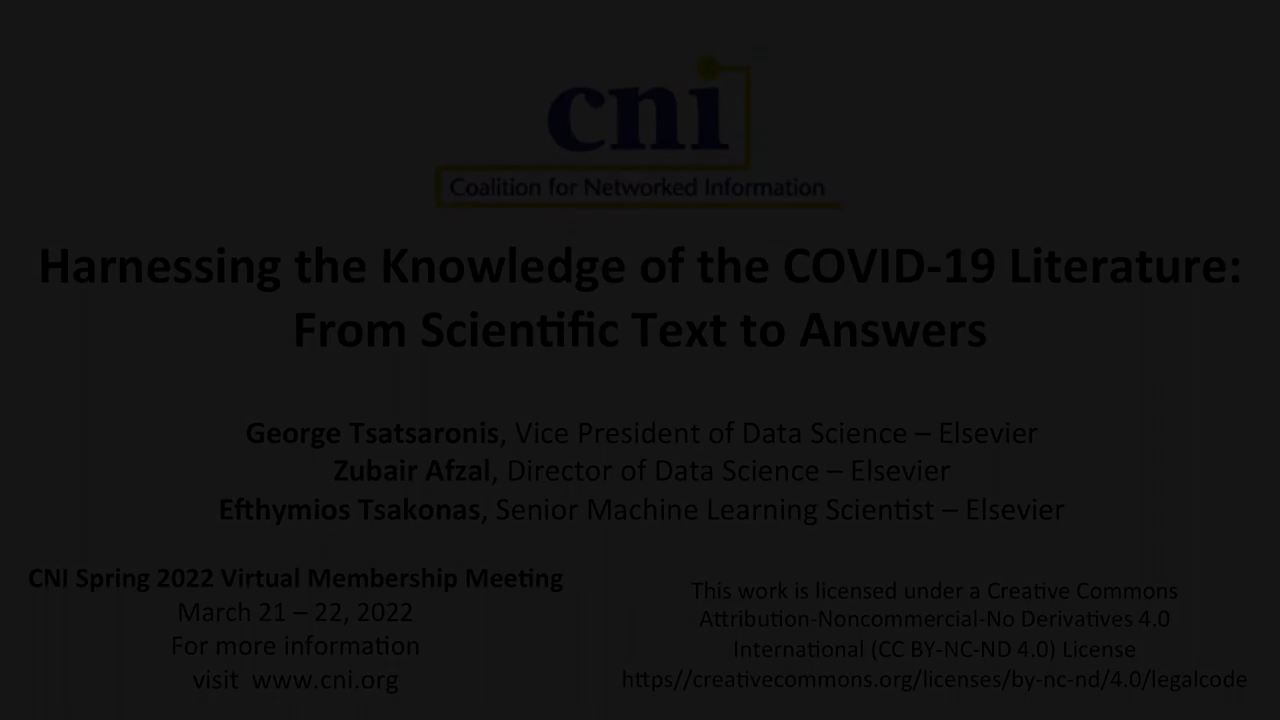 cni
Coalition for Networked Information
Harnessing the Knowledge of the COVID-19 Literature:
From Scientific Text to Answers
George Tsatsaronis, Vice President of Data Science – Elsevier
Zubair Afzal, Director of Data Science – Elsevier
Efthymios Tsakonas, Senior Machine Learning Scientist – Elsevier
CNI Spring 2022 Virtual Membership Meeting
March 21 – 22, 2022
For more information
visit www.cni.org
This work is licensed under a Creative Commons
Attribution-Noncommercial-No Derivatives 4.0
International (CC BY-NC-ND 4.0) License
https//creativecommons.org/licenses/by-nc-nd/4.0/legalcode